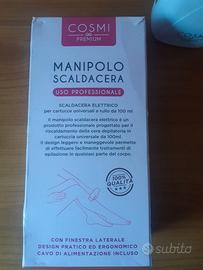 COSMI
PREMIUM
MANIPOLO
SCALDACERA
USO PROFESSIONALE
SCALDACERA ELETTRICO
per cartucce universali a rullo da 100 ml
Il manipolo scaldacera elettrico è un
prodotto professionale progettato per il
riscaldamento della cera depilatoria in
cartucce universale da 100ml.
Il design leggero e maneggevole permette
di effettuare facilmente trattamenti di
epilazione in qualsiasi parte del corpo.
100%
QUALITÀ
CON FINESTRA LATERALE
DESIGN PRATICO ED ERGONOMICO
CAVO DI ALIMENTAZIONE INCLUSO
subito